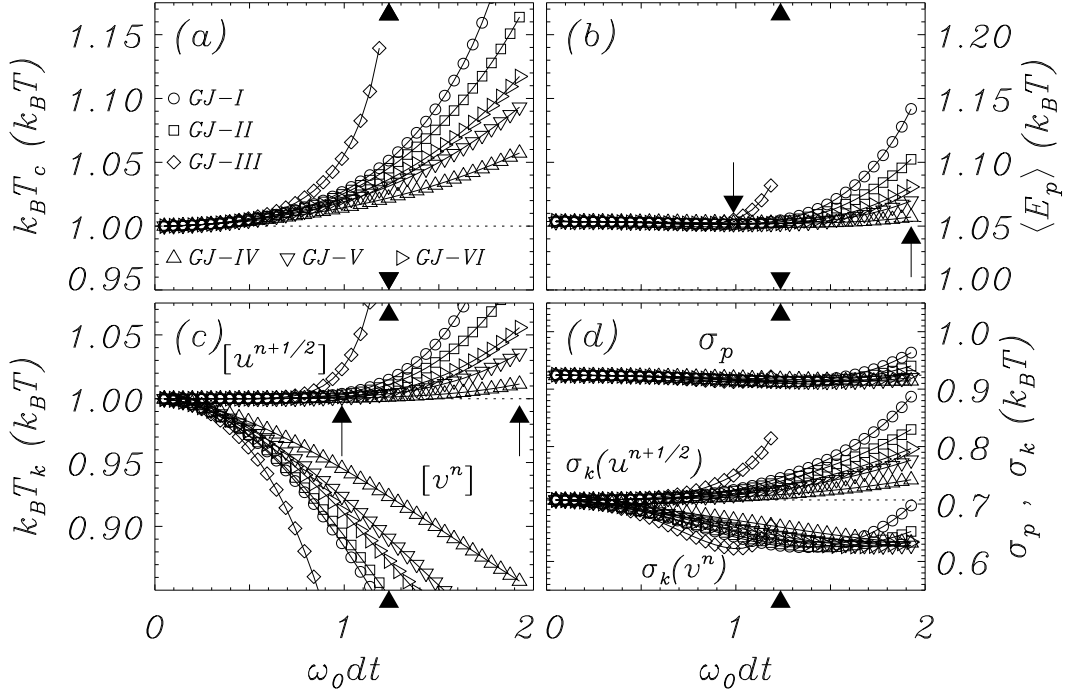 (a)
1.15
1.10
1.05
1.00
0.95
k_BT_c (k_BT)
GJ-I
GJ-II
GJ-III
GJ-IV
GJ-V
GJ-VI
(b)
1.20
1.15
1.10
1.05
1.00
⟨E_p⟩ (k_BT)
(c)
[u^{n+1/2}]
[v^n]
1.05
1.00
0.95
0.90
k_BT_k (k_BT)
0
1
2
ω_0dt
(d)
σ_p
σ_k(u^{n+1/2})
σ_k(v^n)
1.0
0.9
0.8
0.7
0.6
σ_p , σ_k (k_BT)
0
1
2
ω_0dt